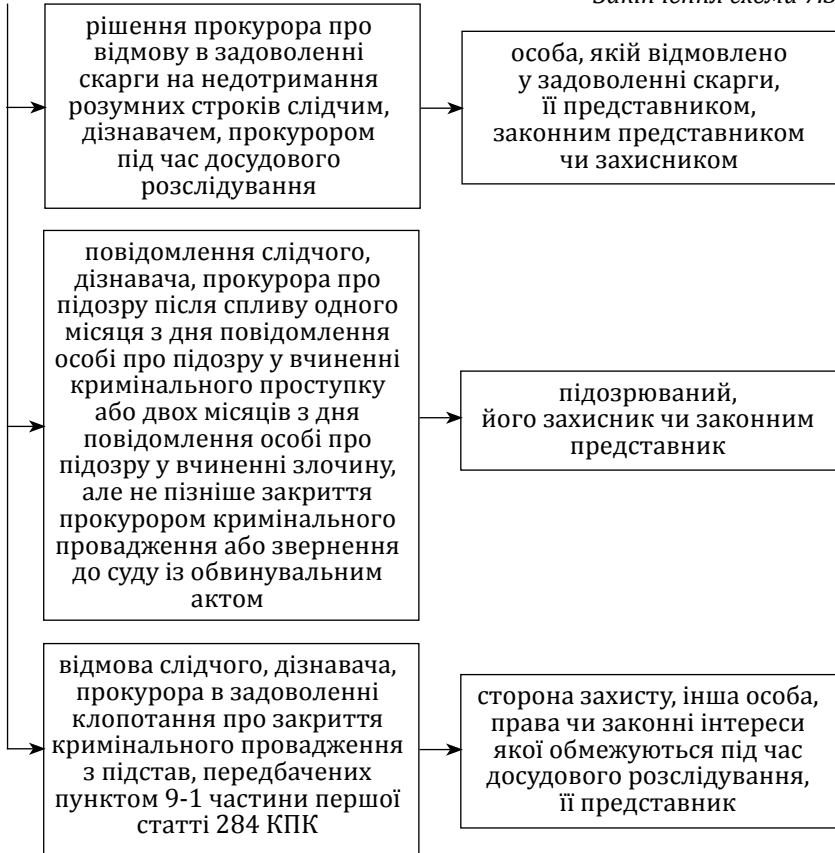 рішення прокурора про
відмову в задоволенні
скарги на недотримання
розумних строків слідчим,
дізнавачем, прокурором
під час досудового
розслідування
особа, якій відмовлено
у задоволенні скарги,
її представником,
законним представником
чи захисником
повідомлення слідчого,
дізнавача, прокурора про
підозру після спливу одного
місяця з дня повідомлення
особі про підозру у вчиненні
кримінального проступку
або двох місяців з дня
повідомлення особі про
підозру у вчиненні злочину,
але не пізніше закриття
прокурором кримінального
провадження або звернення
до суду із обвинувальним
актом
підозрюваний,
його захисник чи законним
представник
відмова слідчого, дізнавача,
прокурора в задоволенні
клопотання про закриття
кримінального провадження
з підстав, передбачених
пунктом 9-1 частини першої
статті 284 КПК
сторона захисту, інша особа,
права чи законні інтереси
якої обмежуються під час
досудового розслідування,
її представник